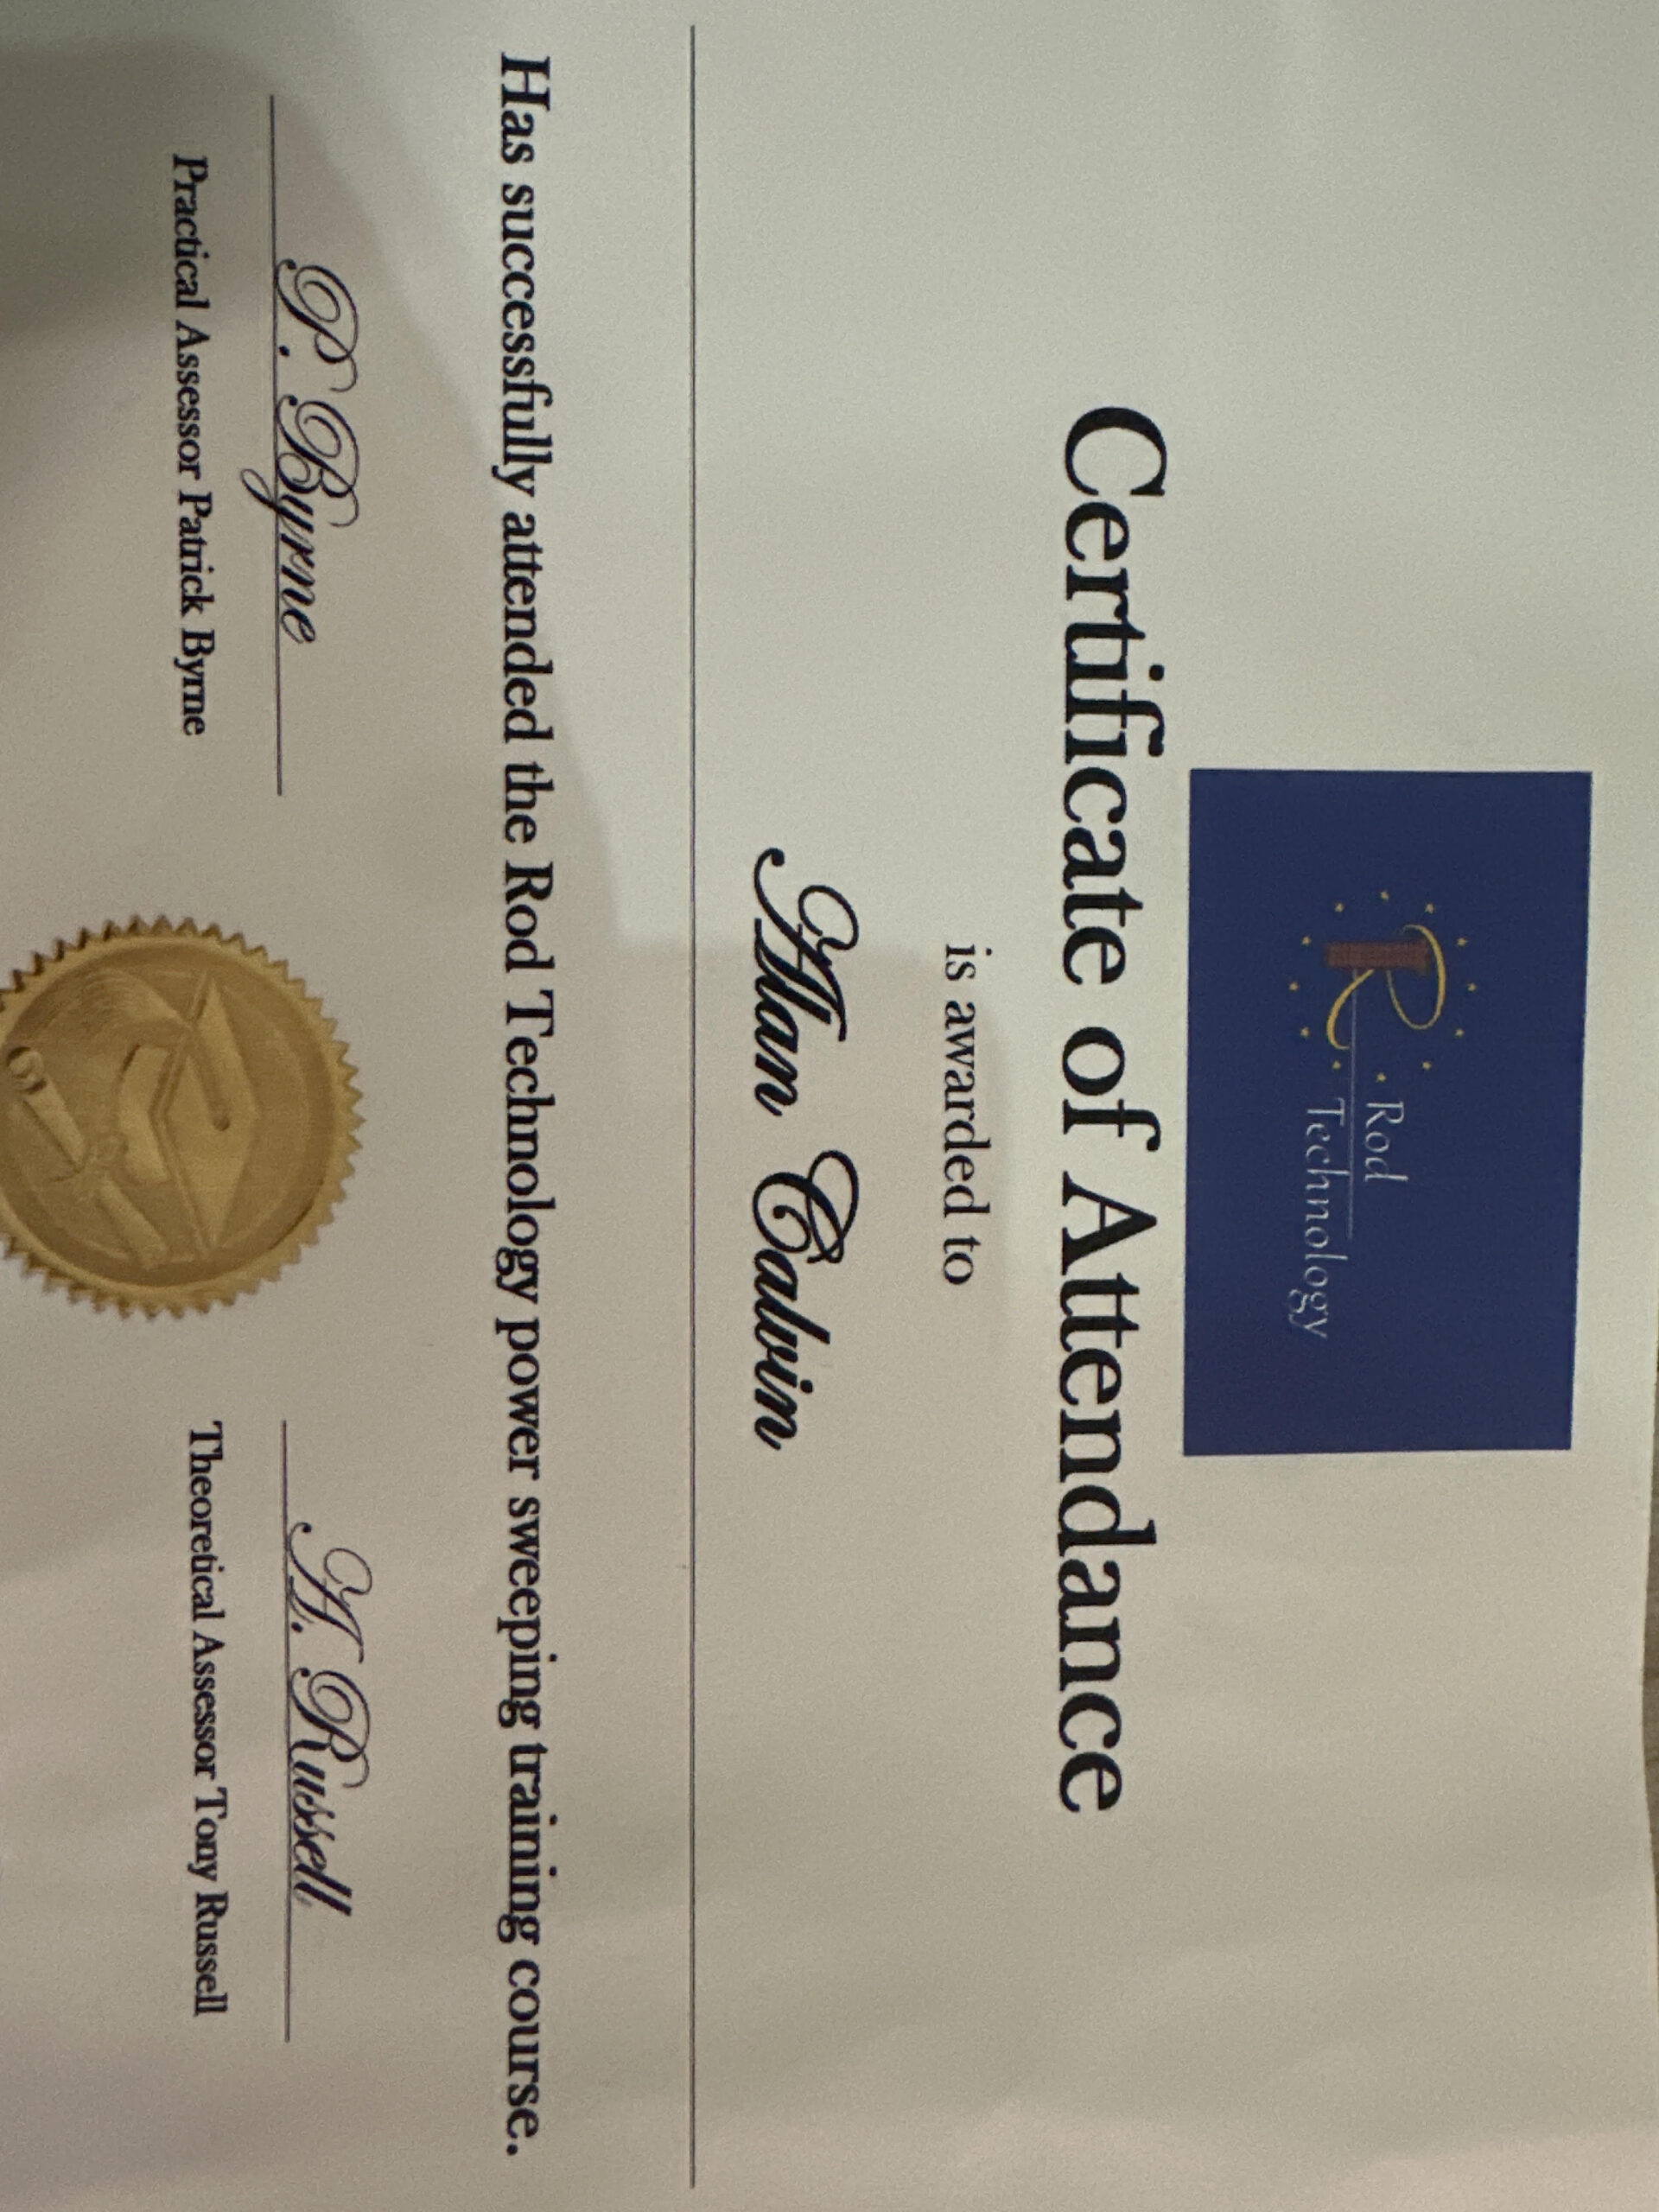 Rod
Technology
Certificate of Attendance
is awarded to
Alan Calvin
Has successfully attended the Rod Technology power sweeping training course.
P. Byrne
Practical Assessor Patrick Byrne
A. Russell
Theoretical Assessor Tony Russell